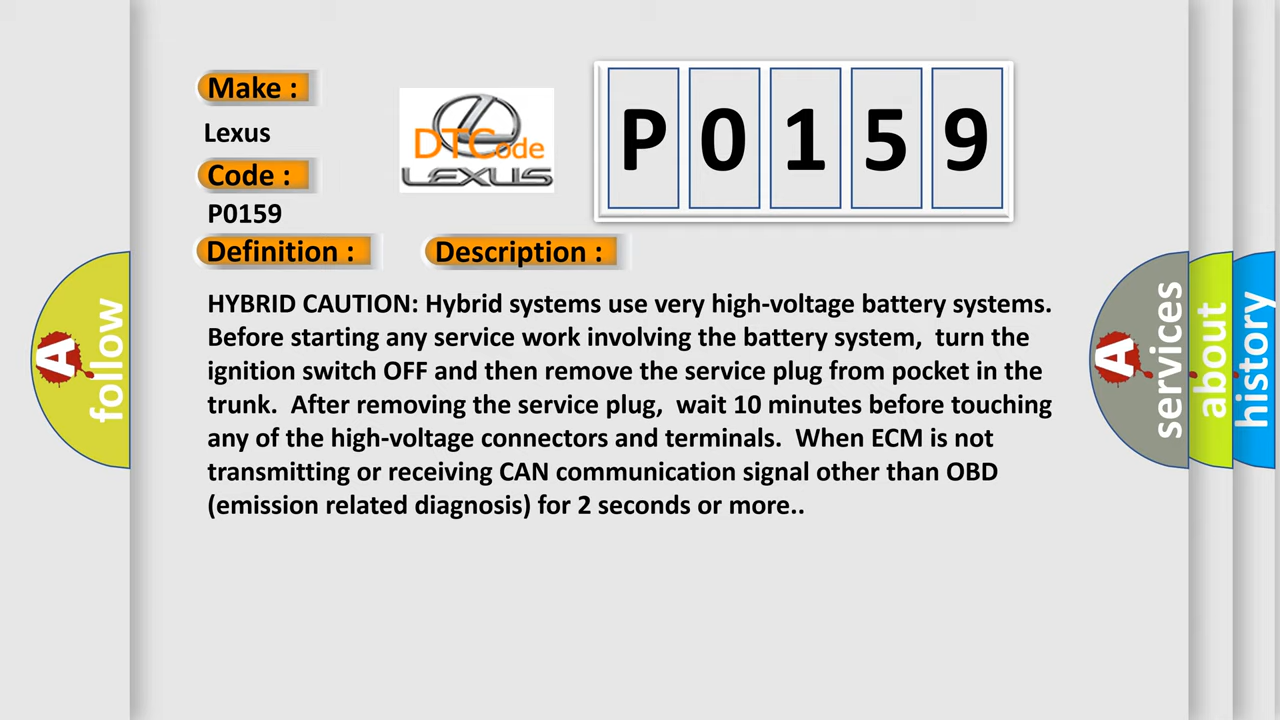 Make :
Lexus
Code :
P0159
Definition :
Description :
DTCode
LEXUS
P0159
HYBRID CAUTION: Hybrid systems use very high-voltage battery systems.
Before starting any service work involving the battery system, turn the
ignition switch OFF and then remove the service plug from pocket in the
trunk. After removing the service plug, wait 10 minutes before touching
any of the high-voltage connectors and terminals. When ECM is not
transmitting or receiving CAN communication signal other than OBD
(emission related diagnosis) for 2 seconds or more..
A
follow
A
services
about
history